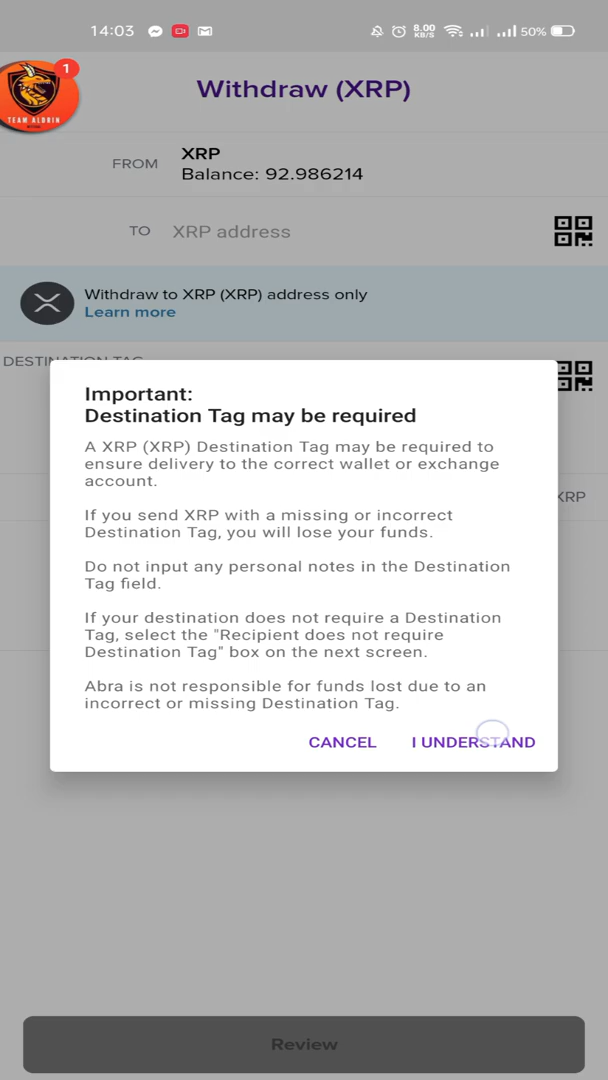 14:03
8.00
KB/S
50%
1
TEAM ALDRIN
Withdraw (XRP)
FROM
XRP
Balance: 92.986214
TO
XRP address
Withdraw to XRP (XRP) address only
Learn more
DESTINATION TAG
Important:
Destination Tag may be required
A XRP (XRP) Destination Tag may be required to
ensure delivery to the correct wallet or exchange
account.
If you send XRP with a missing or incorrect
Destination Tag, you will lose your funds.
Do not input any personal notes in the Destination
Tag field.
If your destination does not require a Destination
Tag, select the "Recipient does not require
Destination Tag" box on the next screen.
Abra is not responsible for funds lost due to an
incorrect or missing Destination Tag.
XRP
CANCEL
I UNDERSTAND
Review